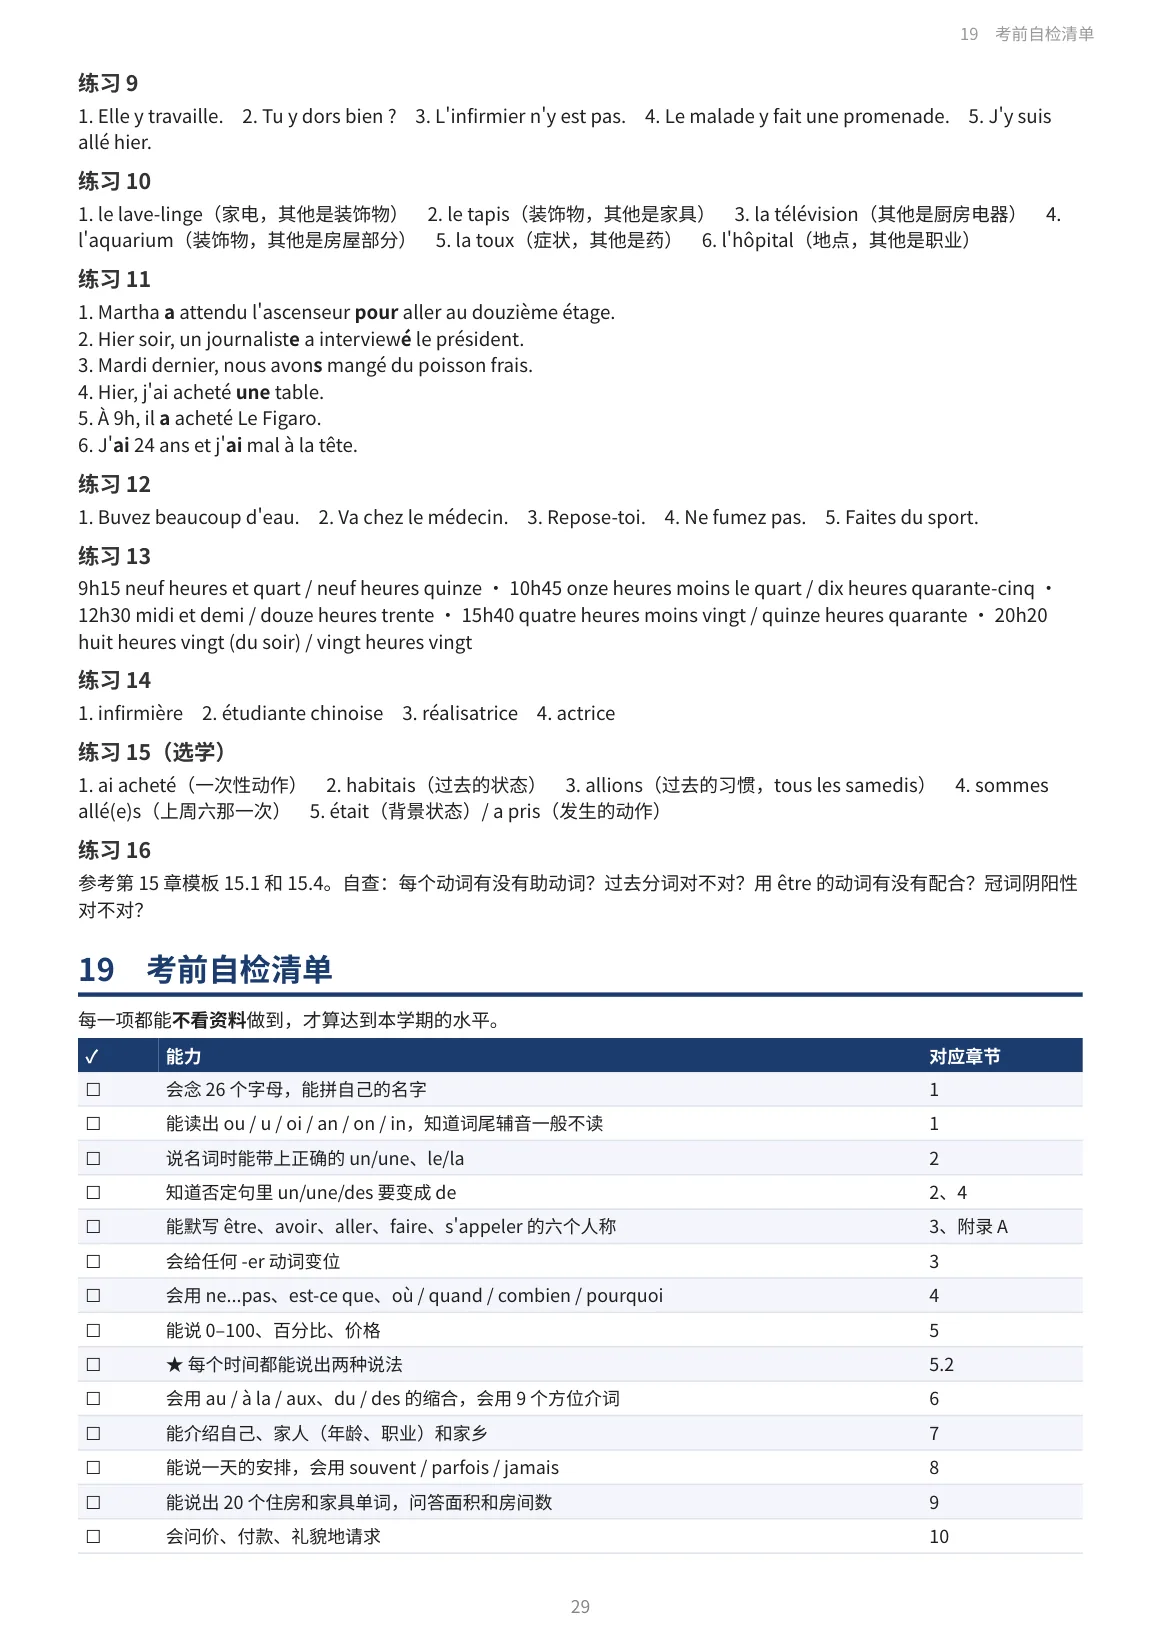 19 考前自检清单
练习 9
1. Elle y travaille. 2. Tu y dors bien ? 3. L'infirmier n'y est pas. 4. Le malade y fait une promenade. 5. J'y suis
allé hier.
练习 10
1. le lave-linge（家电，其他是装饰物） 2. le tapis（装饰物，其他是家具） 3. la télévision（其他是厨房电器） 4.
l'aquarium（装饰物，其他是房屋部分） 5. la toux（症状，其他是药） 6. l'hôpital（地点，其他是职业）
练习 11
1. Martha a attendu l'ascenseur pour aller au douzième étage.
2. Hier soir, un journaliste a interviewé le président.
3. Mardi dernier, nous avons mangé du poisson frais.
4. Hier, j'ai acheté une table.
5. À 9h, il a acheté Le Figaro.
6. J'ai 24 ans et j'ai mal à la tête.
练习 12
1. Buvez beaucoup d'eau. 2. Va chez le médecin. 3. Repose-toi. 4. Ne fumez pas. 5. Faites du sport.
练习 13
9h15 neuf heures et quart / neuf heures quinze • 10h45 onze heures moins le quart / dix heures quarante-cinq •
12h30 midi et demi / douze heures trente • 15h40 quatre heures moins vingt / quinze heures quarante • 20h20
huit heures vingt (du soir) / vingt heures vingt
练习 14
1. infirmière 2. étudiante chinoise 3. réalisatrice 4. actrice
练习 15（选学）
1. ai acheté（一次性动作） 2. habitais（过去的状态） 3. allions（过去的习惯，tous les samedis） 4. sommes
allé(e)s（上周六那一次） 5. était（背景状态）/ a pris（发生的动作）
练习 16
参考第 15 章模板 15.1 和 15.4。自查：每个动词有没有助动词？过去分词对不对？用 être 的动词有没有配合？冠词阴阳性
对不对？
19 考前自检清单
每一项都能不看资料做到，才算达到本学期的水平。
✓ 能力 对应章节
☐ 会念 26 个字母，能拼自己的名字 1
☐ 能读出 ou / u / oi / an / on / in，知道词尾辅音一般不读 1
☐ 说名词时能带上正确的 un/une、le/la 2
☐ 知道否定句里 un/une/des 要变成 de 2、4
☐ 能默写 être、avoir、aller、faire、s'appeler 的六个人称 3、附录 A
☐ 会给任何 -er 动词变位 3
☐ 会用 ne...pas、est-ce que、où / quand / combien / pourquoi 4
☐ 能说 0–100、百分比、价格 5
☐ ★ 每个时间都能说出两种说法 5.2
☐ 会用 au / à la / aux、du / des 的缩合，会用 9 个方位介词 6
☐ 能介绍自己、家人（年龄、职业）和家乡 7
☐ 能说一天的安排，会用 souvent / parfois / jamais 8
☐ 能说出 20 个住房和家具单词，问答面积和房间数 9
☐ 会问价、付款、礼貌地请求 10
29